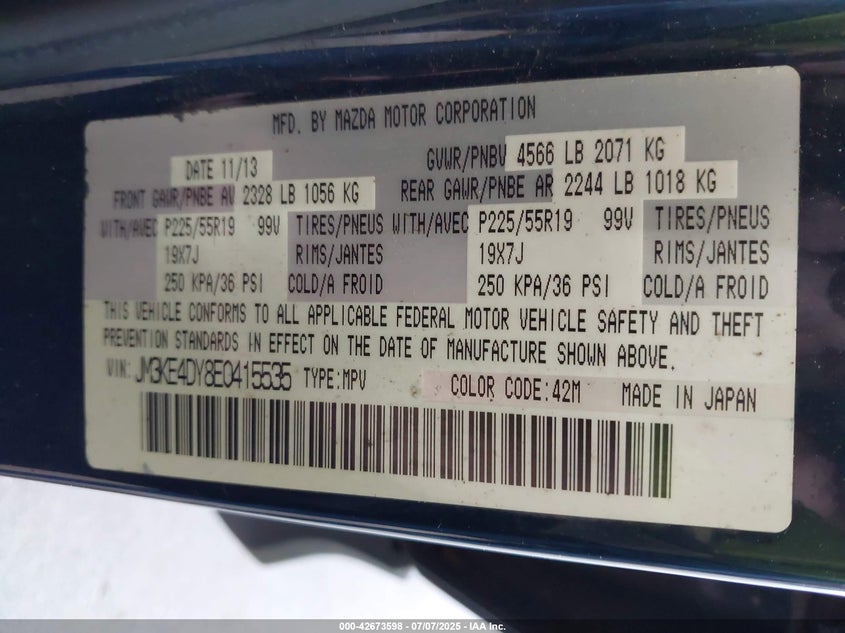 MFD. BY MAZDA MOTOR CORPORATION
DATE 11/13 GVWR/PNBV 4566 LB 2071 KG
FRONT GAWR/PNBE AV 2328 LB 1056 KG REAR GAWR/PNBE AR 2244 LB 1018 KG
WITH/AVEC P225/55R19 99V TIRES/PNEUS WITH/AVEC P225/55R19 99V TIRES/PNEUS
19X7J RIMS/JANTES 19X7J RIMS/JANTES
250 KPA/36 PSI COLD/A FROID 250 KPA/36 PSI COLD/A FROID
THIS VEHICLE CONFORMS TO ALL APPLICABLE FEDERAL MOTOR VEHICLE SAFETY AND THEFT
PREVENTION STANDARDS IN EFFECT ON THE DATE OF MANUFACTURE SHOWN ABOVE.
VIN: JM3KE4DY8E0415535 TYPE:MPV COLOR CODE:42M MADE IN JAPAN
000-42673598 - 07/07/2025 - IAA Inc.